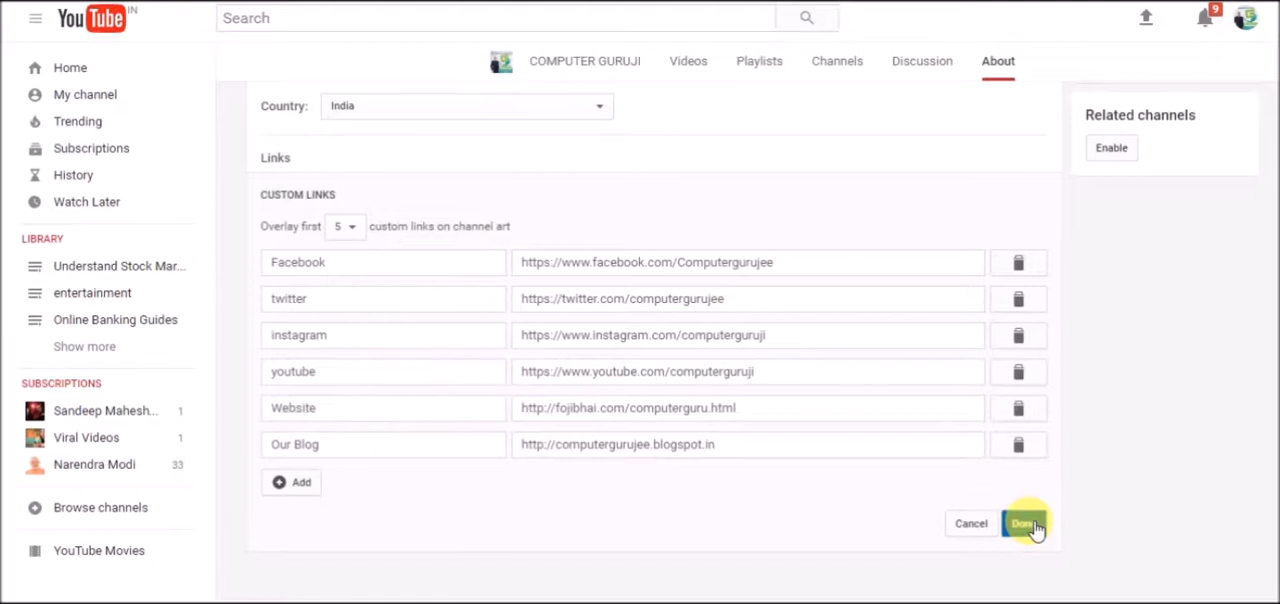 YouTube IN
Search
9
Home
My channel
Trending
Subscriptions
History
Watch Later
LIBRARY
Understand Stock Mar...
entertainment
Online Banking Guides
Show more
SUBSCRIPTIONS
Sandeep Mahesh... 1
Viral Videos 1
Narendra Modi 33
Browse channels
YouTube Movies
COMPUTER GURUJI Videos Playlists Channels Discussion About
Country: India
Links
CUSTOM LINKS
Overlay first 5 custom links on channel art
Facebook https://www.facebook.com/Computergurujee
twitter https://twitter.com/computergurujee
instagram https://www.instagram.com/computerguruji
youtube https://www.youtube.com/computerguruji
Website http://fojibhai.com/computerguru.html
Our Blog http://computergurujee.blogspot.in
Add
Cancel
Related channels
Enable